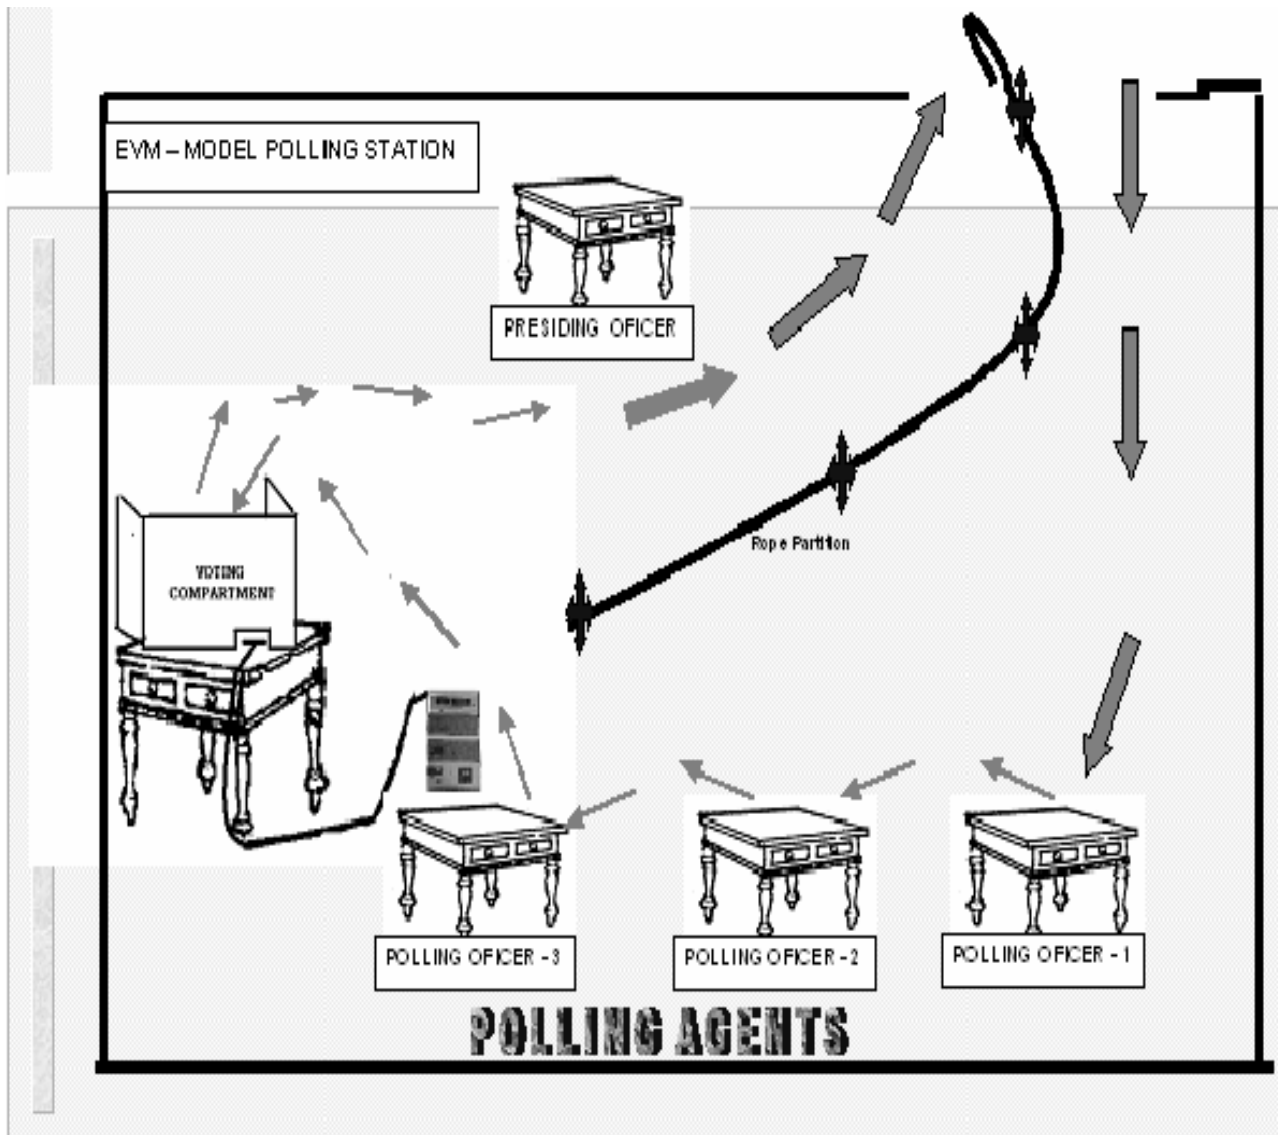 EVM – MODEL POLLING STATION
PRESIDING OFICER
Rope Partition
VOTING
COMPARTMENT
POLLING OFICER - 3
POLLING OFICER - 2
POLLING OFICER - 1
POLLING AGENTS